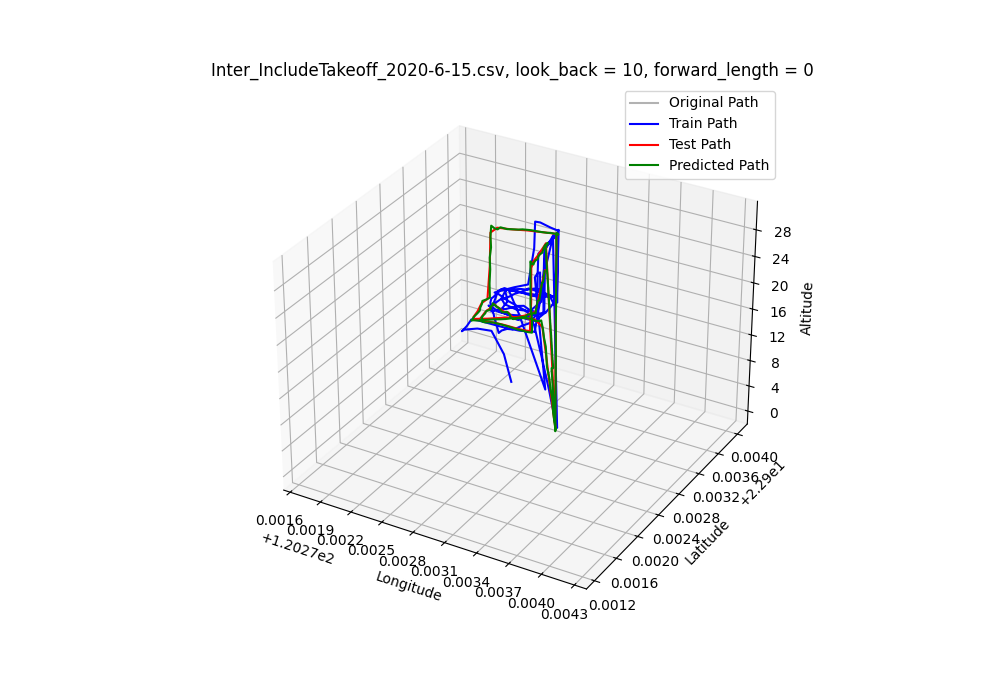 Inter_IncludeTakeoff_2020-6-15.csv, look_back = 10, forward_length = 0
Original Path
Train Path
Test Path
Predicted Path
28
24
20
16
12
8
4
0
Altitude
0.0040
0.0036
0.0032
0.0028
0.0024
0.0020
0.0016
0.0012
+2.29e1
Latitude
0.0016
0.0019
0.0022
0.0025
0.0028
0.0031
0.0034
0.0037
0.0040
0.0043
+1.2027e2
Longitude